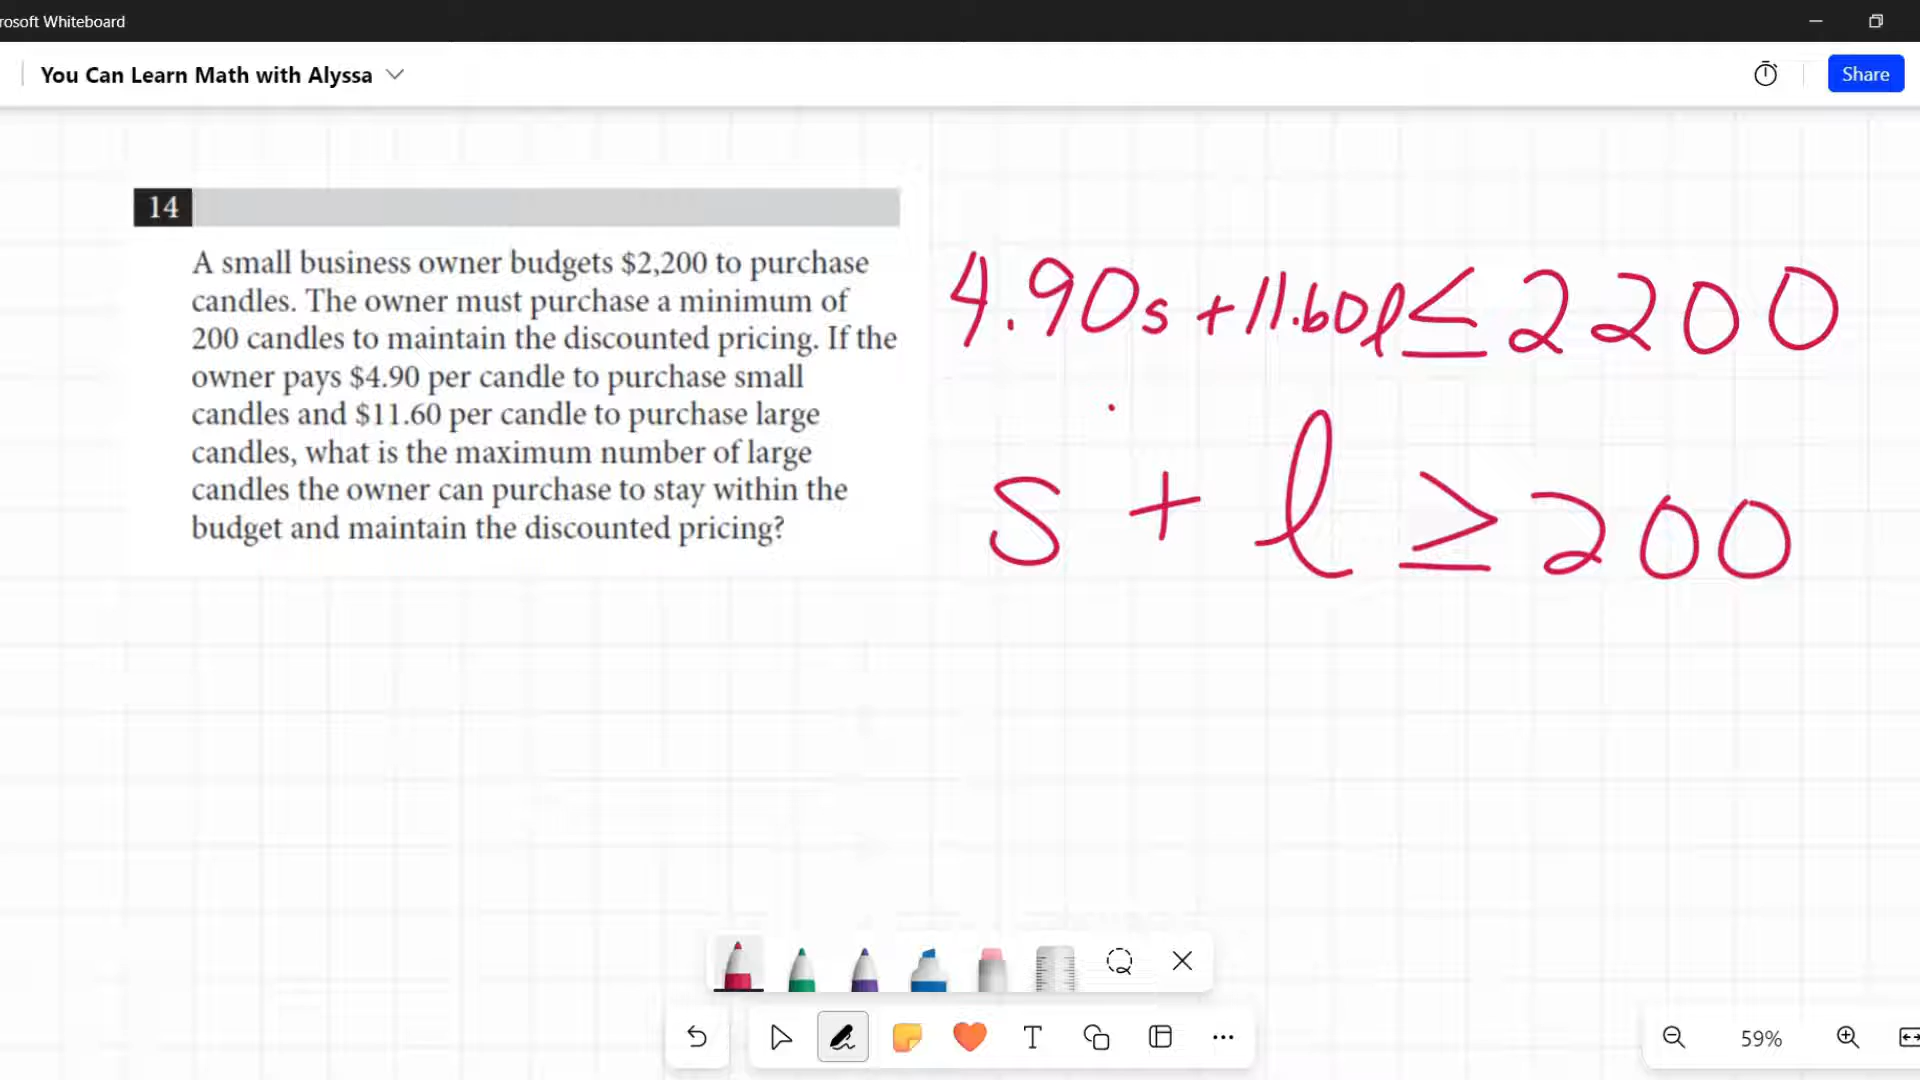 rosoft Whiteboard
You Can Learn Math with Alyssa
Share
14
A small business owner budgets $2,200 to purchase
candles. The owner must purchase a minimum of
200 candles to maintain the discounted pricing. If the
owner pays $4.90 per candle to purchase small
candles and $11.60 per candle to purchase large
candles, what is the maximum number of large
candles the owner can purchase to stay within the
budget and maintain the discounted pricing?
4.90s + 11.60l ≤ 2200
s + l ≥ 200
59%